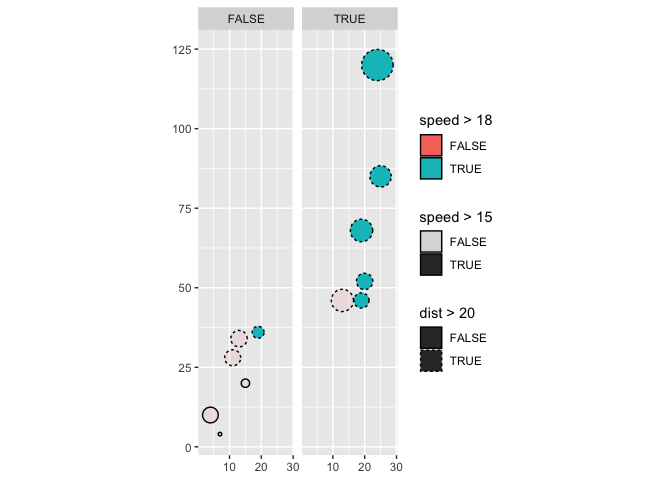 FALSE TRUE
125
100
75
50
25
0
10 20 30 10 20 30
speed > 18
FALSE
TRUE
speed > 15
FALSE
TRUE
dist > 20
FALSE
TRUE